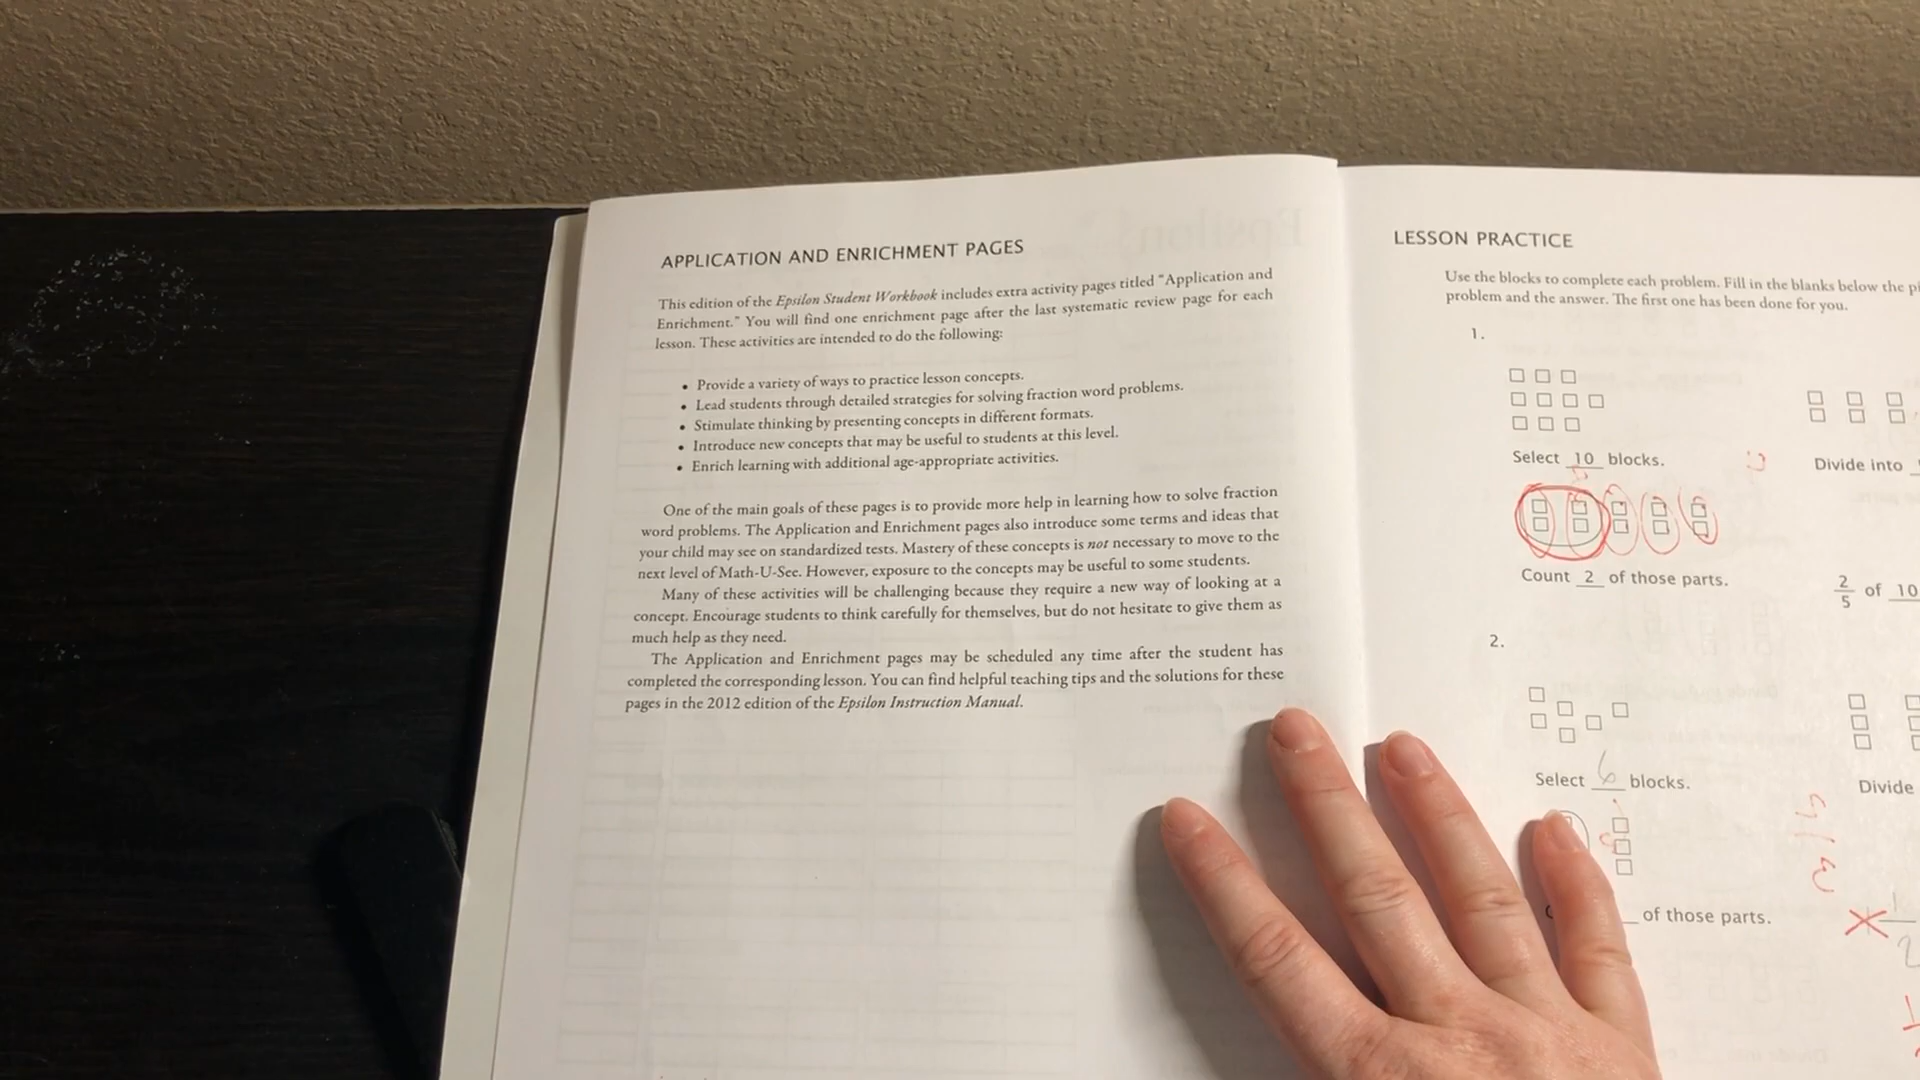 APPLICATION AND ENRICHMENT PAGES
This edition of the Epsilon Student Workbook includes extra activity pages titled "Application and
Enrichment." You will find one enrichment page after the last systematic review page for each
lesson. These activities are intended to do the following:
• Provide a variety of ways to practice lesson concepts.
• Lead students through detailed strategies for solving fraction word problems.
• Stimulate thinking by presenting concepts in different formats.
• Introduce new concepts that may be useful to students at this level.
• Enrich learning with additional age-appropriate activities.
One of the main goals of these pages is to provide more help in learning how to solve fraction
word problems. The Application and Enrichment pages also introduce some terms and ideas that
your child may see on standardized tests. Mastery of these concepts is not necessary to move to the
next level of Math-U-See. However, exposure to the concepts may be useful to some students.
Many of these activities will be challenging because they require a new way of looking at a
concept. Encourage students to think carefully for themselves, but do not hesitate to give them as
much help as they need.
The Application and Enrichment pages may be scheduled any time after the student has
completed the corresponding lesson. You can find helpful teaching tips and the solutions for these
pages in the 2012 edition of the Epsilon Instruction Manual.
LESSON PRACTICE
Use the blocks to complete each problem. Fill in the blanks below the
problem and the answer. The first one has been done for you.
1.
Select 10 blocks.
Divide into
Count 2 of those parts.
2/5 of 10
2.
Select 6 blocks.
Divide
of those parts.
1
2